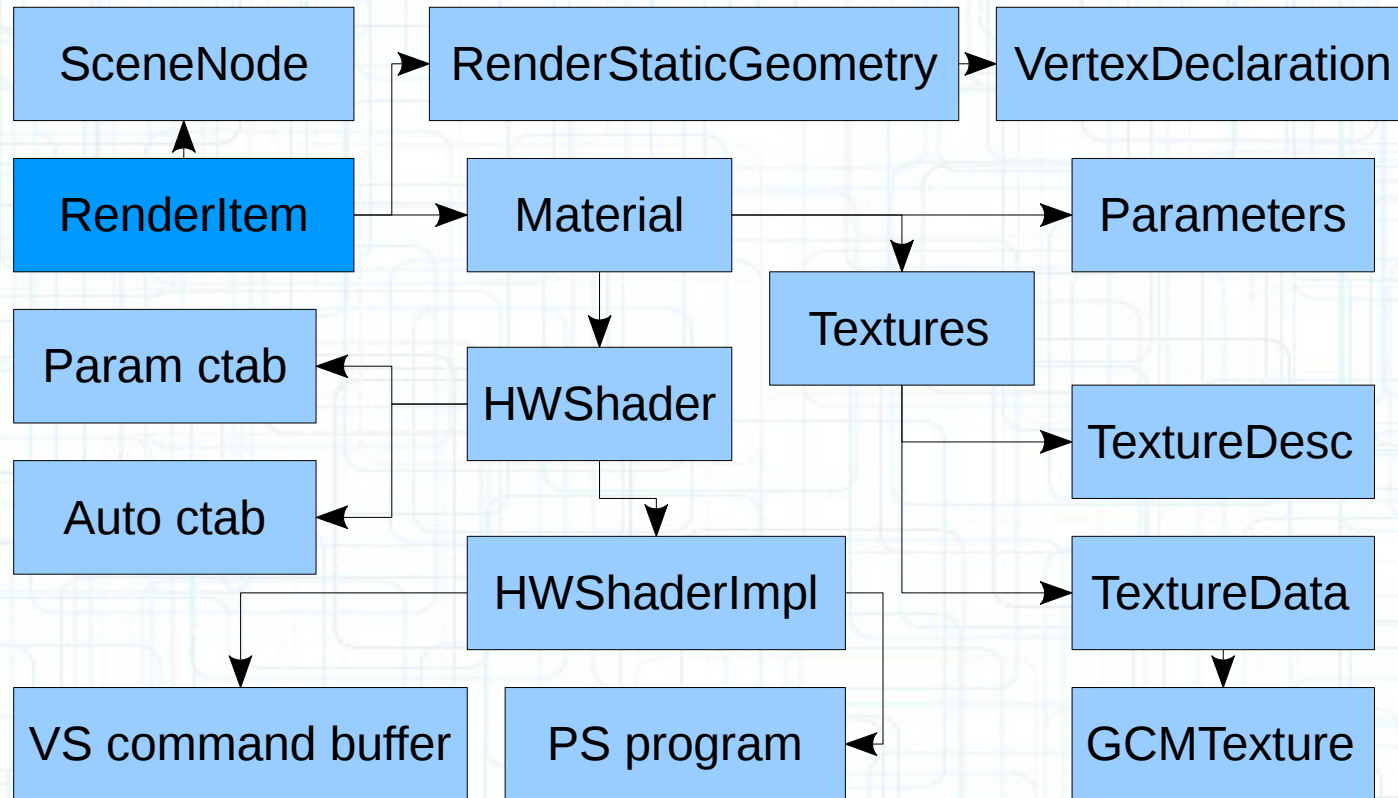 SceneNode
RenderStaticGeometry
VertexDeclaration
RenderItem
Material
Parameters
Textures
Param ctab
HWShader
TextureDesc
Auto ctab
HWShaderImpl
TextureData
VS command buffer
PS program
GCMTexture